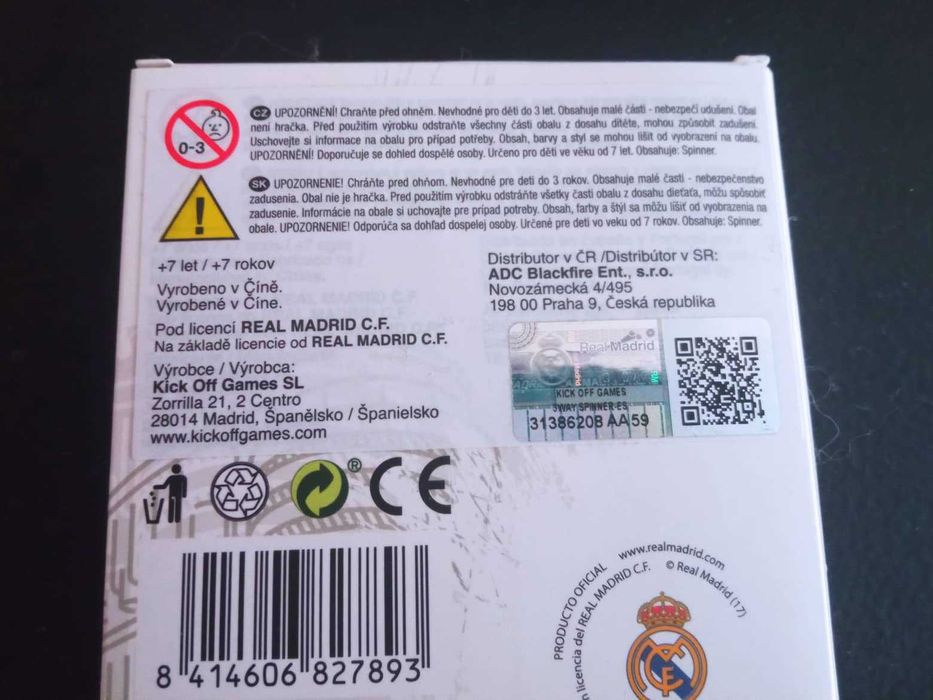 0-3
CZ UPOZORNĚNÍ! Chraňte před ohněm. Nevhodné pro děti do 3 let. Obsahuje malé části - nebezpečí udušení. Obal
není hračka. Před použitím výrobku odstraňte všechny části obalu z dosahu dítěte, mohou způsobit zadušení.
Uschovejte si informace na obalu pro případ potřeby. Obsah, barvy a styl se mohou lišit od vyobrazení na obalu.
UPOZORNĚNÍ! Doporučuje se dohled dospělé osoby. Určeno pro děti ve věku od 7 let. Obsahuje: Spinner.
SK UPOZORNENIE! Chráňte pred ohňom. Nevhodné pre deti do 3 rokov. Obsahuje malé časti - nebezpečenstvo
zadusenia. Obal nie je hračka. Pred použitím výrobku odstráňte všetky časti obalu z dosahu dieťaťa, môžu spôsobiť
zadusenie. Informácie na obale si uchovajte pre prípad potreby. Obsah, farby a štýl sa môžu líšiť od vyobrazenia na
obale. UPOZORNENIE! Odporúča sa dohľad dospelej osoby. Určené pre deti vo veku od 7 rokov. Obsahuje: Spinner.
+7 let / +7 rokov
Vyrobeno v Číně.
Vyrobené v Číne.
Pod licencí REAL MADRID C.F.
Na základě licencie od REAL MADRID C.F.
Výrobce / Výrobca:
Kick Off Games SL
Zorrilla 21, 2 Centro
28014 Madrid, Španělsko / Španielsko
www.kickoffgames.com
Distributor v ČR /Distribútor v SR:
ADC Blackfire Ent., s.r.o.
Novozámecká 4/495
198 00 Praha 9, Česká republika
Real Madrid
KICK OFF GAMES
SWAY SPINNER-ES
31386208 AA 59
®
CE
8 414606 827893
www.realmadrid.com
© Real Madrid (17)
PRODUCTO OFICIAL
licencia del REAL MADRID C.F.